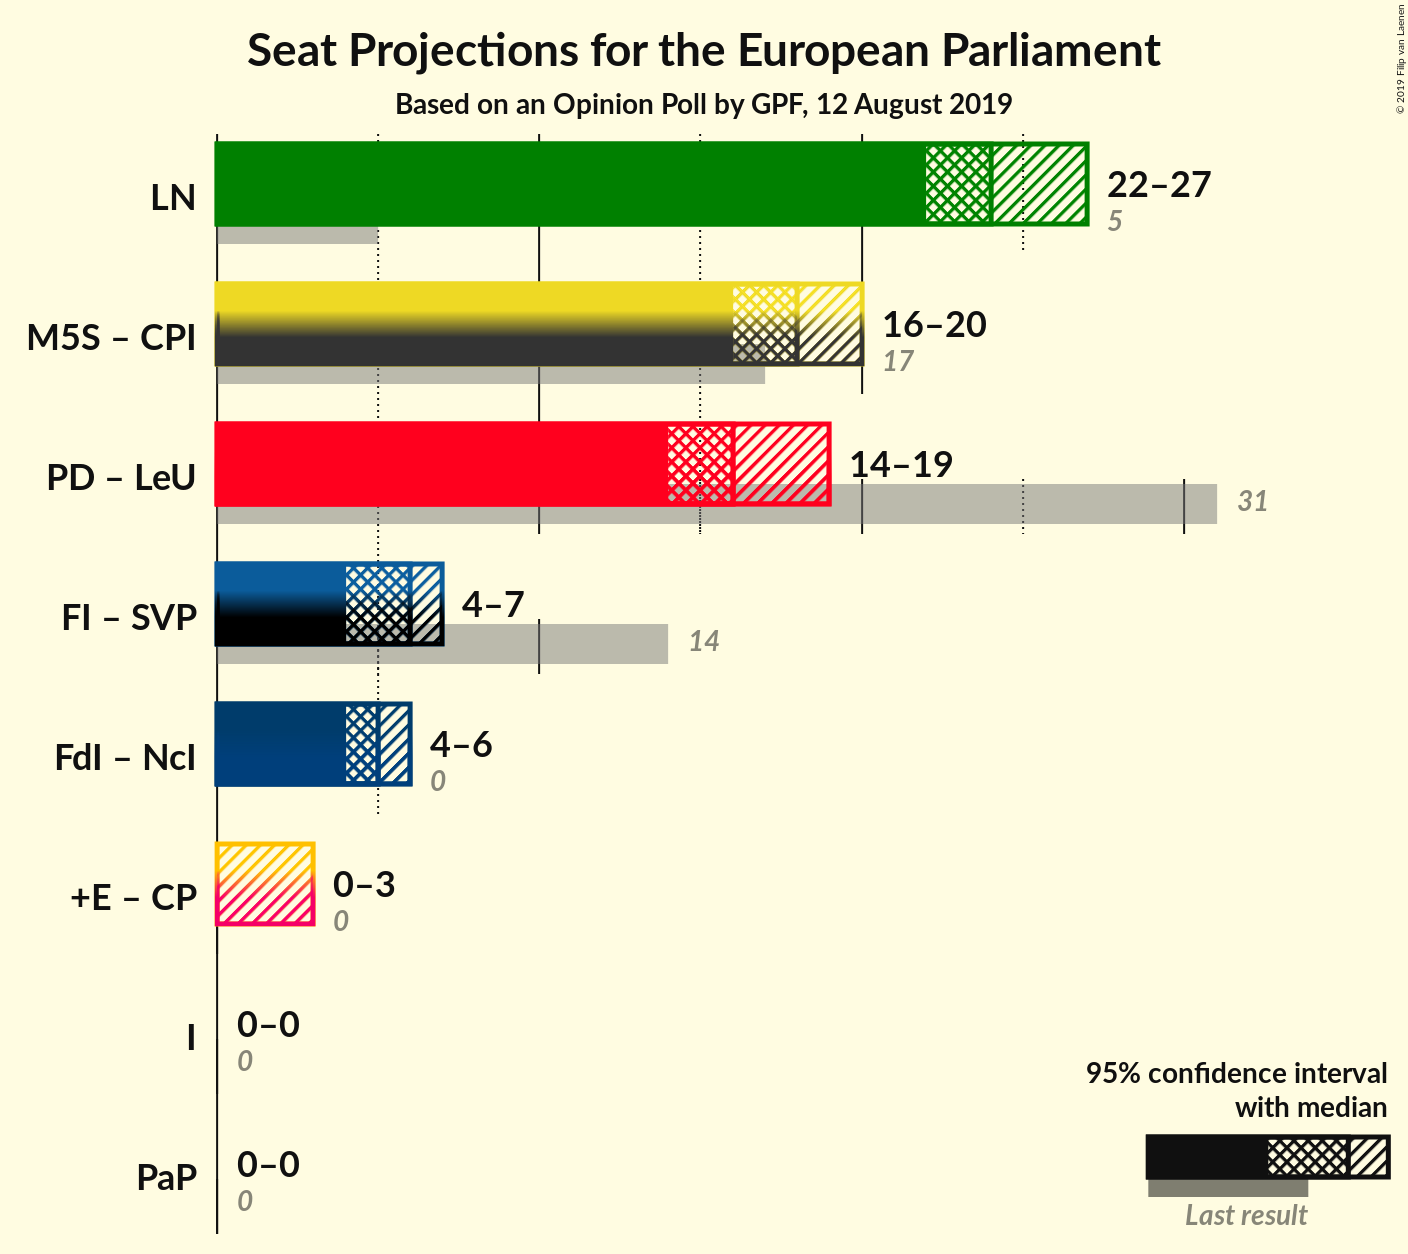 Seat Projections for the European Parliament
Based on an Opinion Poll by GPF, 12 August 2019
© 2019 Filip van Laenen
LN
22–27
5
M5S – CPI
16–20
17
PD – LeU
14–19
31
FI – SVP
4–7
14
FdI – NcI
4–6
0
+E – CP
0–3
0
I
0–0
0
PaP
0–0
0
95% confidence interval
with median
Last result